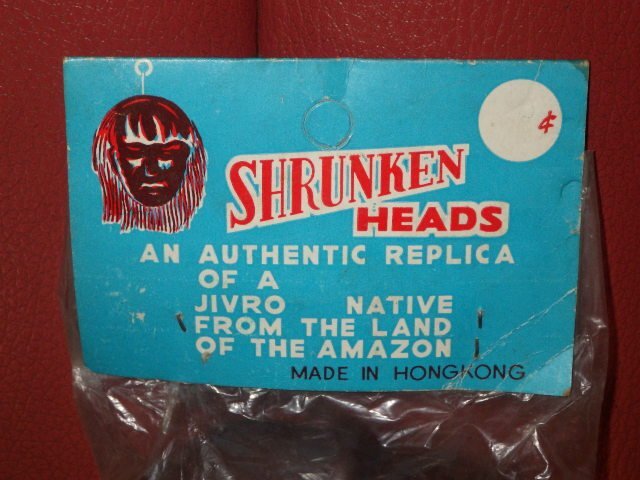 ¢
SHRUNKEN
HEADS
AN AUTHENTIC REPLICA
OF A
JIVRO NATIVE
FROM THE LAND
OF THE AMAZON
MADE IN HONGKONG